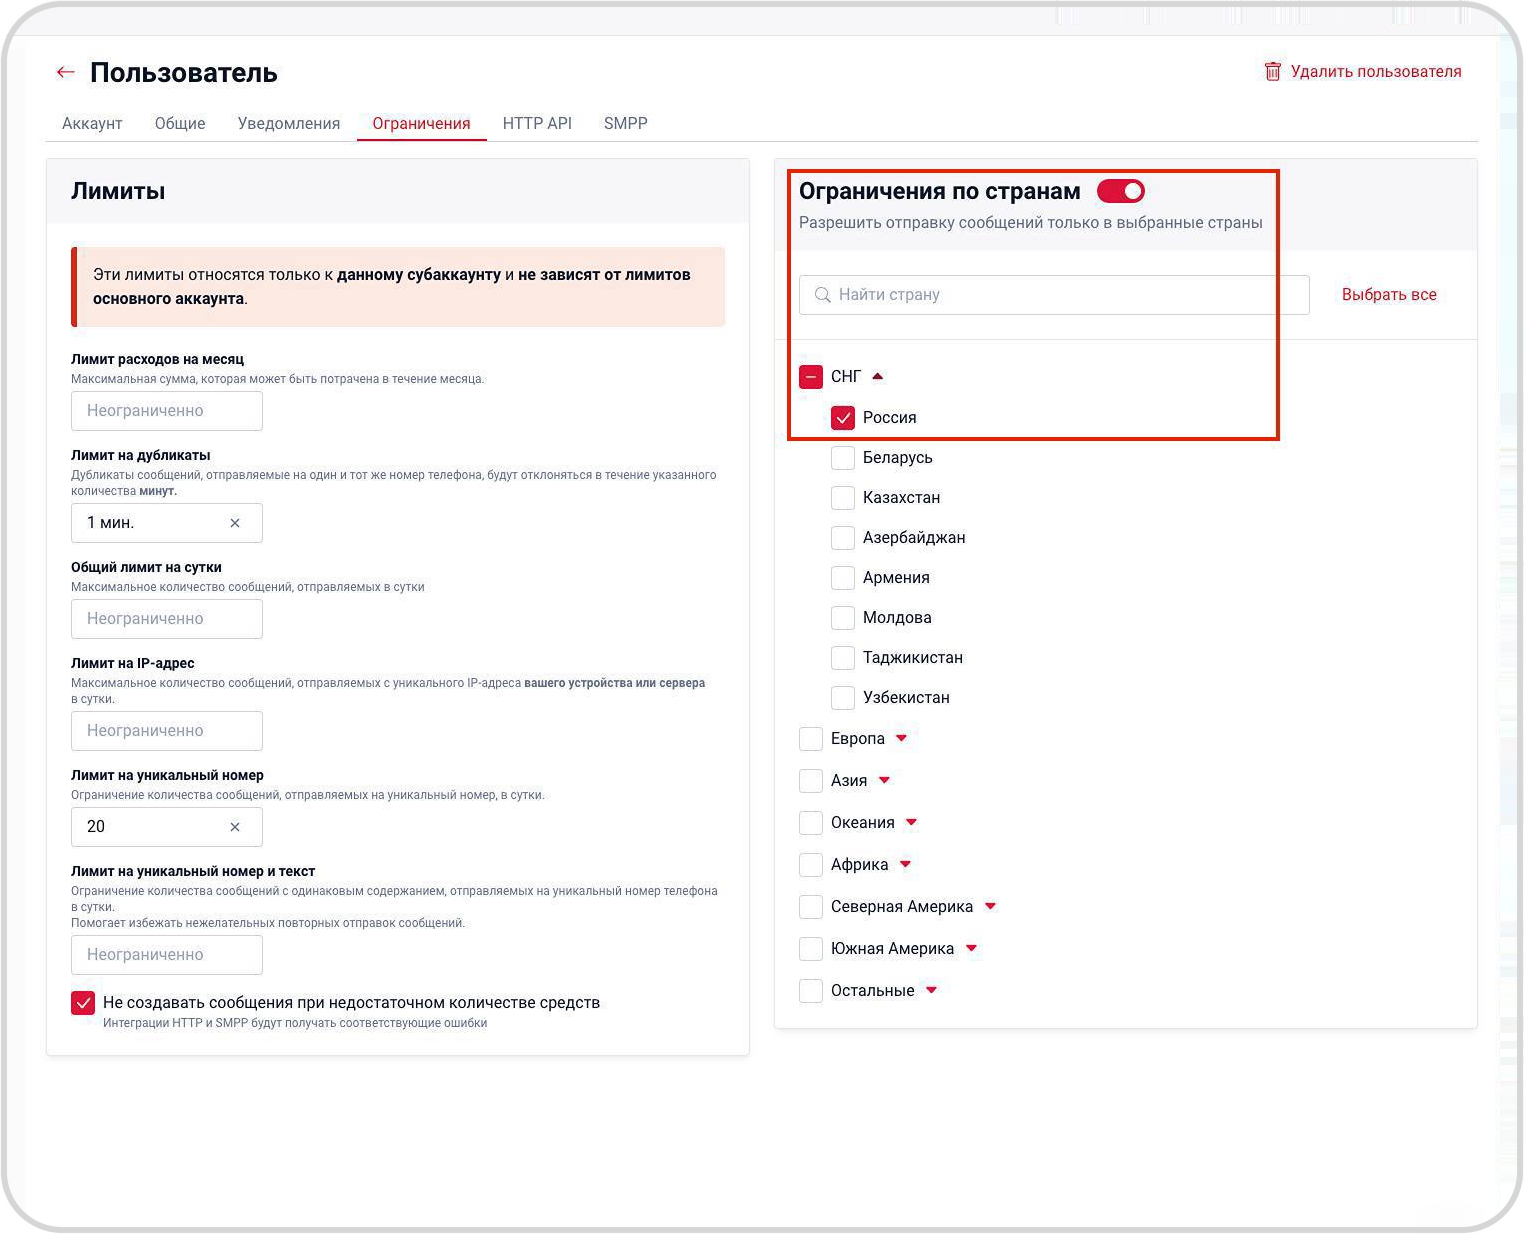 Пользователь
Удалить пользователя
Аккаунт Общие Уведомления Ограничения HTTP API SMPP
Лимиты
Эти лимиты относятся только к данному субаккаунту и не зависят от лимитов
основного аккаунта.
Лимит расходов на месяц
Максимальная сумма, которая может быть потрачена в течение месяца.
Неограниченно
Лимит на дубликаты
Дубликаты сообщений, отправляемые на один и тот же номер телефона, будут отклоняться в течение указанного
количества минут.
1 мин.
Общий лимит на сутки
Максимальное количество сообщений, отправляемых в сутки
Неограниченно
Лимит на IP-адрес
Максимальное количество сообщений, отправляемых с уникального IP-адреса вашего устройства или сервера
в сутки.
Неограниченно
Лимит на уникальный номер
Ограничение количества сообщений, отправляемых на уникальный номер, в сутки.
20
Лимит на уникальный номер и текст
Ограничение количества сообщений с одинаковым содержанием, отправляемых на уникальный номер телефона
в сутки.
Помогает избежать нежелательных повторных отправок сообщений.
Неограниченно
Не создавать сообщения при недостаточном количестве средств
Интеграции HTTP и SMPP будут получать соответствующие ошибки
Ограничения по странам
Разрешить отправку сообщений только в выбранные страны
Найти страну
Выбрать все
СНГ
Россия
Беларусь
Казахстан
Азербайджан
Армения
Молдова
Таджикистан
Узбекистан
Европа
Азия
Океания
Африка
Северная Америка
Южная Америка
Остальные